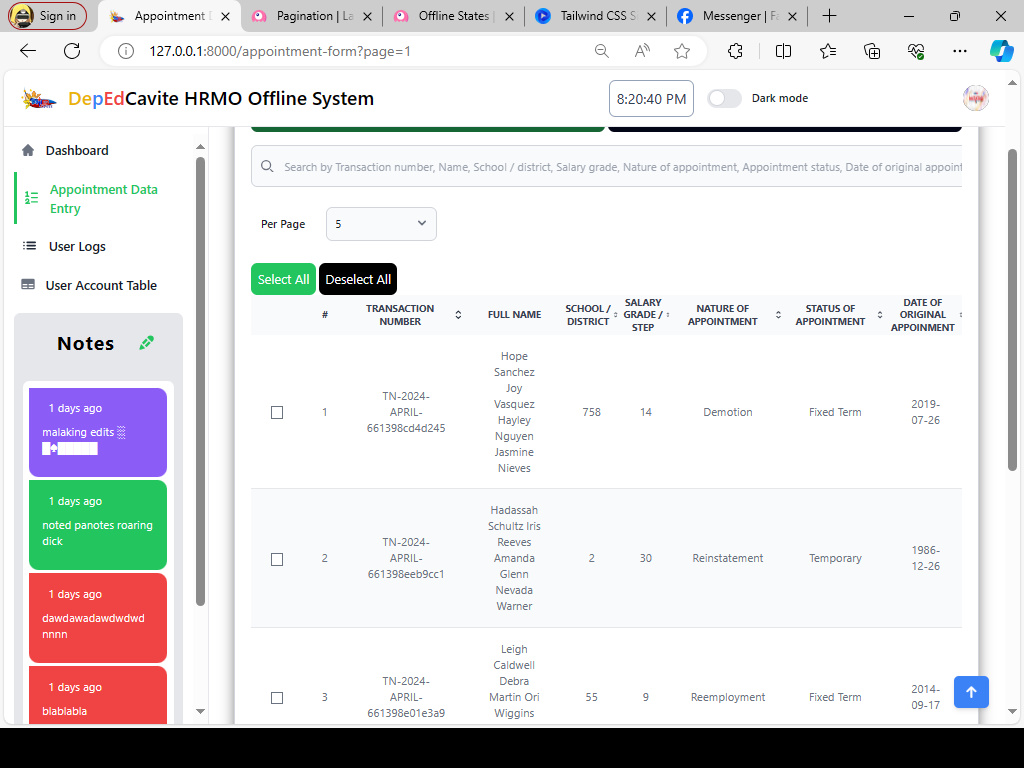 Sign in
Appointment D
Pagination | La
Offline States |
Tailwind CSS S
Messenger | Fa
127.0.0.1:8000/appointment-form?page=1
DepEdCavite HRMO Offline System
8:20:40 PM
Dark mode
Dashboard
Appointment Data
Entry
User Logs
User Account Table
Notes
1 days ago
malaking edits
1 days ago
noted panotes roaring
dick
1 days ago
dawdawadawdwdwd
nnnn
1 days ago
blablabla
Search by Transaction number, Name, School / district, Salary grade, Nature of appointment, Appointment status, Date of original appoint
Per Page
5
Select All
Deselect All
#
TRANSACTION
NUMBER
FULL NAME
SCHOOL /
DISTRICT
SALARY
GRADE /
STEP
NATURE OF
APPOINTMENT
STATUS OF
APPOINTMENT
DATE OF
ORIGINAL
APPOINMENT
1
TN-2024-
APRIL-
661398cd4d245
Hope
Sanchez
Joy
Vasquez
Hayley
Nguyen
Jasmine
Nieves
758
14
Demotion
Fixed Term
2019-
07-26
2
TN-2024-
APRIL-
661398eeb9cc1
Hadassah
Schultz Iris
Reeves
Amanda
Glenn
Nevada
Warner
2
30
Reinstatement
Temporary
1986-
12-26
3
TN-2024-
APRIL-
661398e01e3a9
Leigh
Caldwell
Debra
Martin Ori
Wiggins
55
9
Reemployment
Fixed Term
2014-
09-17